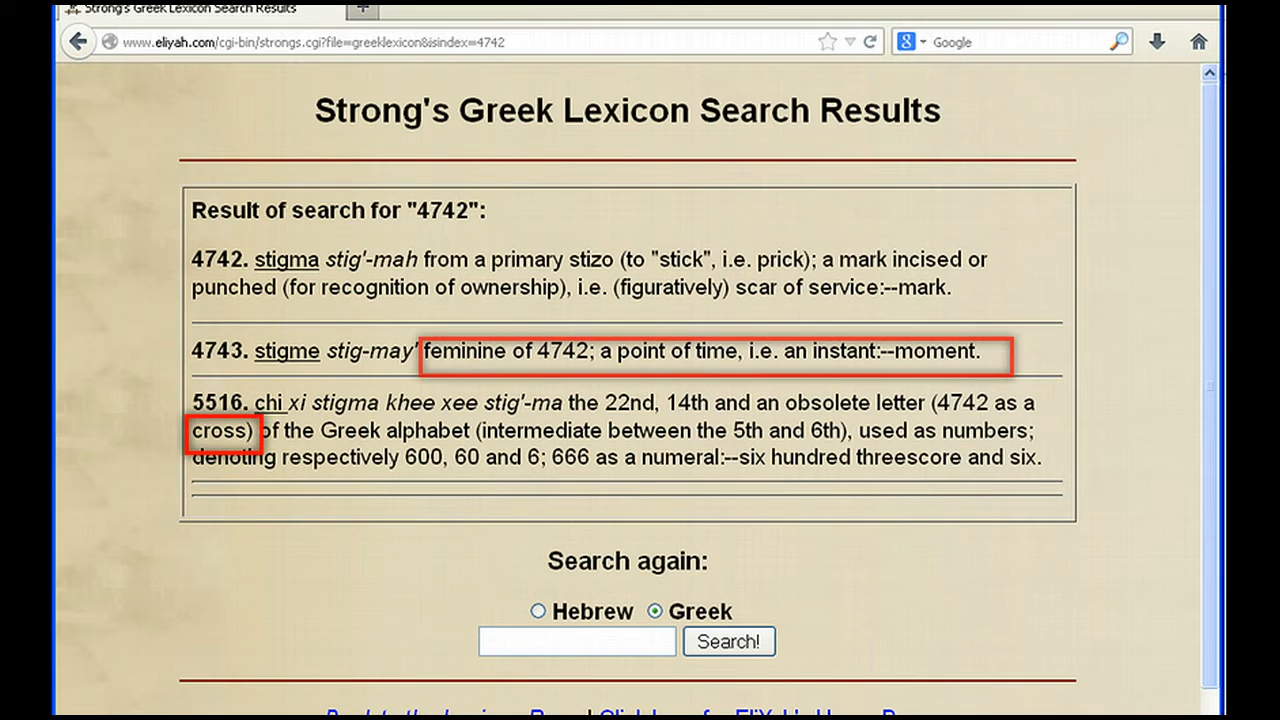 Strong's Greek Lexicon Search Results
www.eliyah.com/cgi-bin/strongs.cgi?file=greeklexicon&isindex=4742
Google
Strong's Greek Lexicon Search Results
Result of search for "4742":
4742. stigma stig'-mah from a primary stizo (to "stick", i.e. prick); a mark incised or
punched (for recognition of ownership), i.e. (figuratively) scar of service:--mark.
4743. stigme stig-may' feminine of 4742; a point of time, i.e. an instant:--moment.
5516. chi xi stigma khee xee stig'-ma the 22nd, 14th and an obsolete letter (4742 as a
cross) of the Greek alphabet (intermediate between the 5th and 6th), used as numbers;
denoting respectively 600, 60 and 6; 666 as a numeral:--six hundred threescore and six.
Search again:
Hebrew Greek
Search!